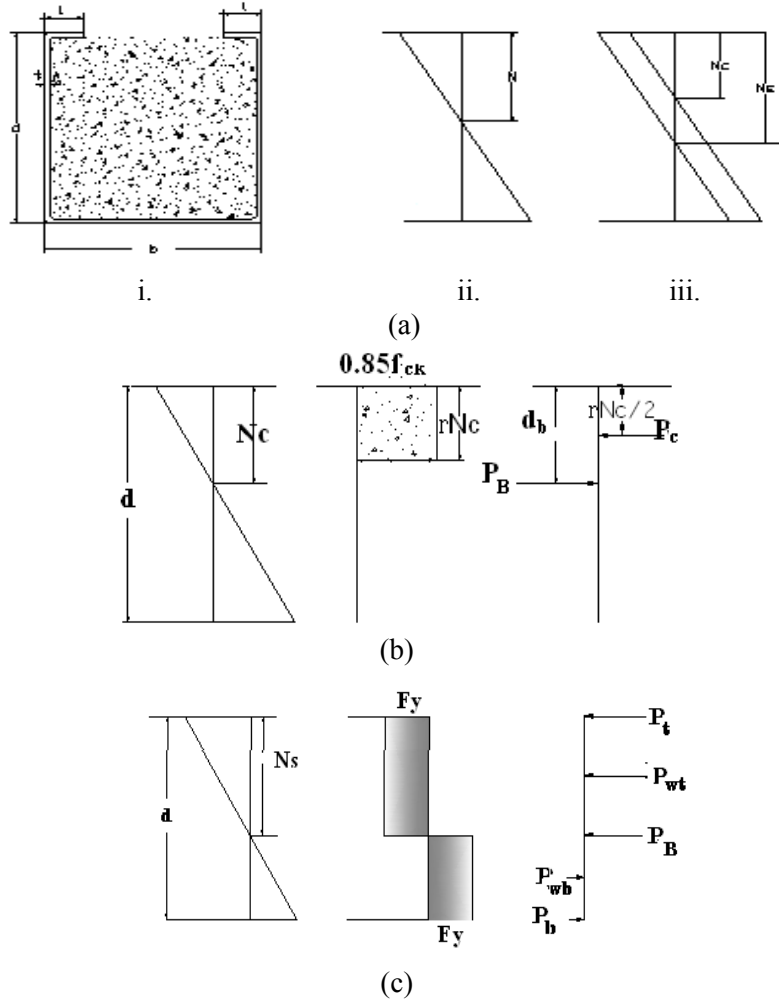 L L
d
b
N
Nc
Ns
i. ii. iii.
(a)
0.85fcK
d
Nc
rNc
db
rNc/2
Pc
PB
(b)
Fy
d
Ns
Fy
Pt
Pwt
PB
Pwb
Pb
(c)